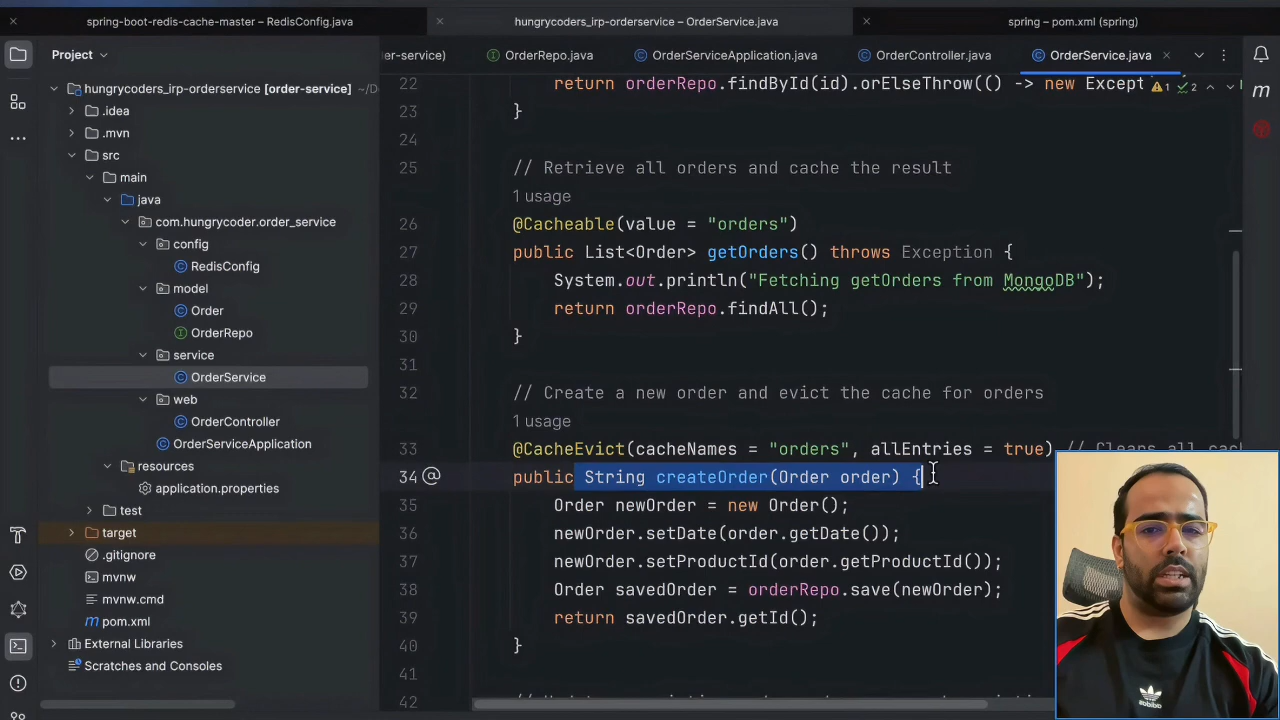 spring-boot-redis-cache-master – RedisConfig.java
hungrycoders_irp-orderservice – OrderService.java
spring – pom.xml (spring)
Project
er-service)
OrderRepo.java
OrderServiceApplication.java
OrderController.java
OrderService.java
hungrycoders_irp-orderservice [order-service] ~/D
.idea
.mvn
src
main
java
com.hungrycoder.order_service
config
RedisConfig
model
Order
OrderRepo
service
OrderService
web
OrderController
OrderServiceApplication
resources
application.properties
test
target
.gitignore
mvnw
mvnw.cmd
pom.xml
External Libraries
Scratches and Consoles
22 return orderRepo.findById(id).orElseThrow(() -> new Except
1 2
23 }
24
25 // Retrieve all orders and cache the result
1 usage
26 @Cacheable(value = "orders")
27 public List<Order> getOrders() throws Exception {
28 System.out.println("Fetching getOrders from MongoDB");
29 return orderRepo.findAll();
30 }
31
32 // Create a new order and evict the cache for orders
1 usage
33 @CacheEvict(cacheNames = "orders", allEntries = true) // Clears all cac
34 public String createOrder(Order order) {
35 Order newOrder = new Order();
36 newOrder.setDate(order.getDate());
37 newOrder.setProductId(order.getProductId());
38 Order savedOrder = orderRepo.save(newOrder);
39 return savedOrder.getId();
40 }
41
42
m